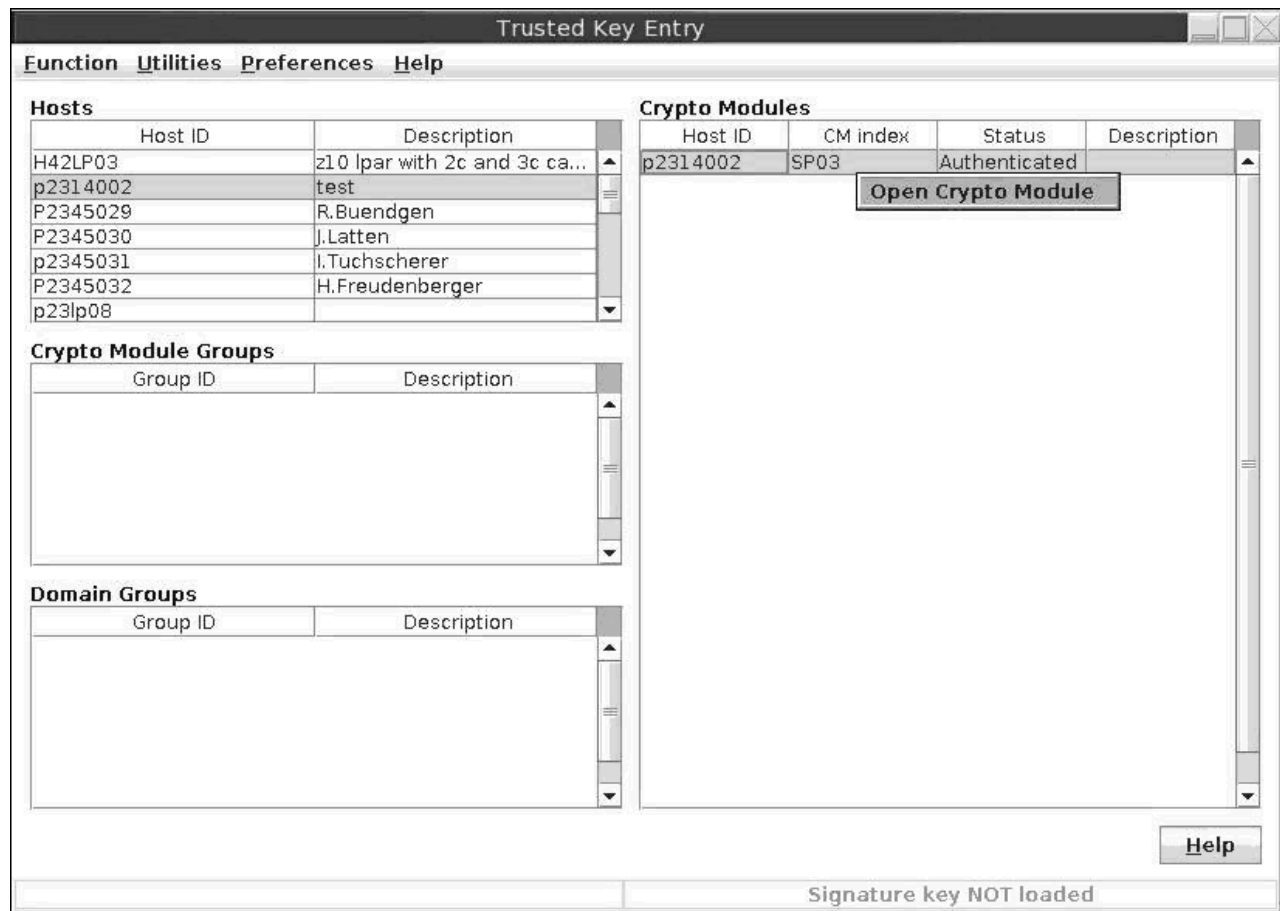 Trusted Key Entry
Function Utilities Preferences Help
Hosts
Host ID Description
H42LP03 z10 lpar with 2c and 3c ca...
p2314002 test
P2345029 R.Buendgen
P2345030 J.Latten
p2345031 I.Tuchscherer
P2345032 H.Freudenberger
p23lp08
Crypto Module Groups
Group ID Description
Domain Groups
Group ID Description
Crypto Modules
Host ID CM index Status Description
p2314002 SP03 Authenticated
Open Crypto Module
Help
Signature key NOT loaded